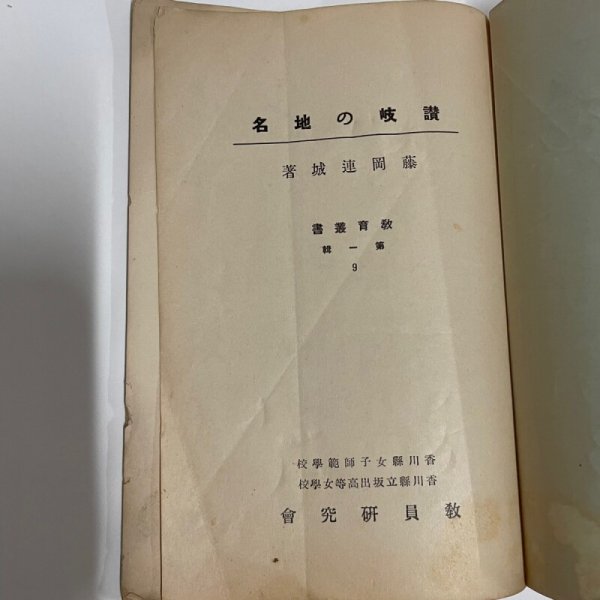 讃岐の地名
藤岡連城著
教育叢書
第一輯
9
香川縣女子師範學校
香川縣立坂出高等女學校
教員研究會